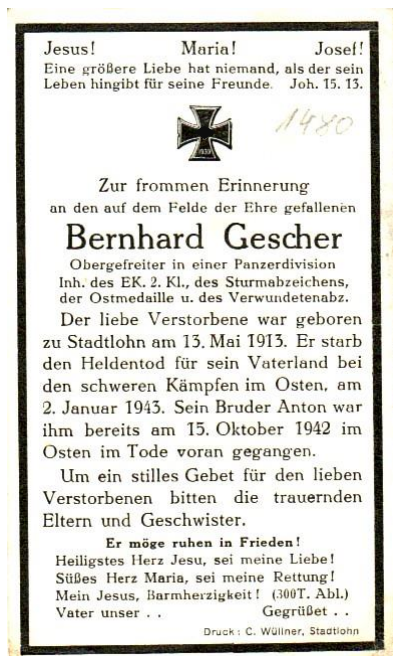 Jesus! Maria! Josef!
Eine größere Liebe hat niemand, als der sein
Leben hingibt für seine Freunde. Joh. 15. 13.
1480
1939
Zur frommen Erinnerung
an den auf dem Felde der Ehre gefallenen
Bernhard Gescher
Obergefreiter in einer Panzerdivision
Inh. des EK. 2. Kl., des Sturmabzeichens,
der Ostmedaille u. des Verwundetenabz.
Der liebe Verstorbene war geboren
zu Stadtlohn am 13. Mai 1913. Er starb
den Heldentod für sein Vaterland bei
den schweren Kämpfen im Osten, am
2. Januar 1943. Sein Bruder Anton war
ihm bereits am 15. Oktober 1942 im
Osten im Tode voran gegangen.
Um ein stilles Gebet für den lieben
Verstorbenen bitten die trauernden
Eltern und Geschwister.
Er möge ruhen in Frieden!
Heiligstes Herz Jesu, sei meine Liebe!
Süßes Herz Maria, sei meine Rettung!
Mein Jesus, Barmherzigkeit! (300T. Abl.)
Vater unser . . Gegrüßet . .
Druck: C. Wüllner, Stadtlohn